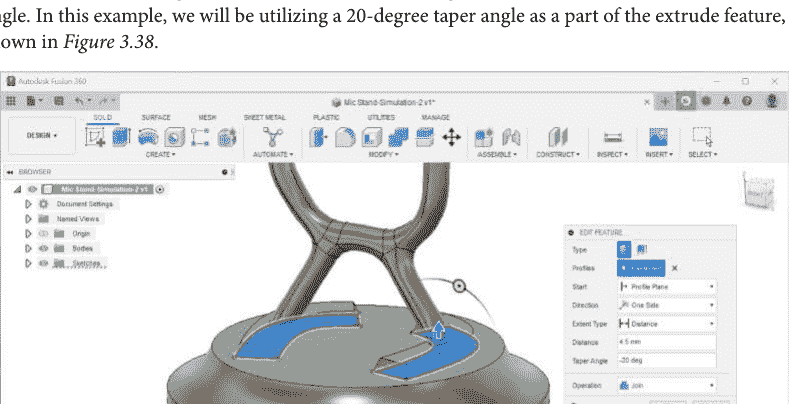 ngle. In this example, we will be utilizing a 20-degree taper angle as a part of the extrude feature,
own in Figure 3.38.
Autodesk Fusion 360
Mic Stand-Simulation-2 v1*
SOLID SURFACE MESH SHEET METAL PLASTIC UTILITIES MANAGE
DESIGN
CREATE AUTOMATE MODIFY ASSEMBLE CONSTRUCT INSPECT INSERT SELECT
BROWSER
Mic Stand-Simulation-2 v1
Document Settings
Named Views
Origin
Bodies
Sketches
EDIT FEATURE
Type
Profiles
Start Profile Plane
Direction One Side
Extent Type Distance
Distance 4.5 mm
Taper Angle -20 deg
Operation Join